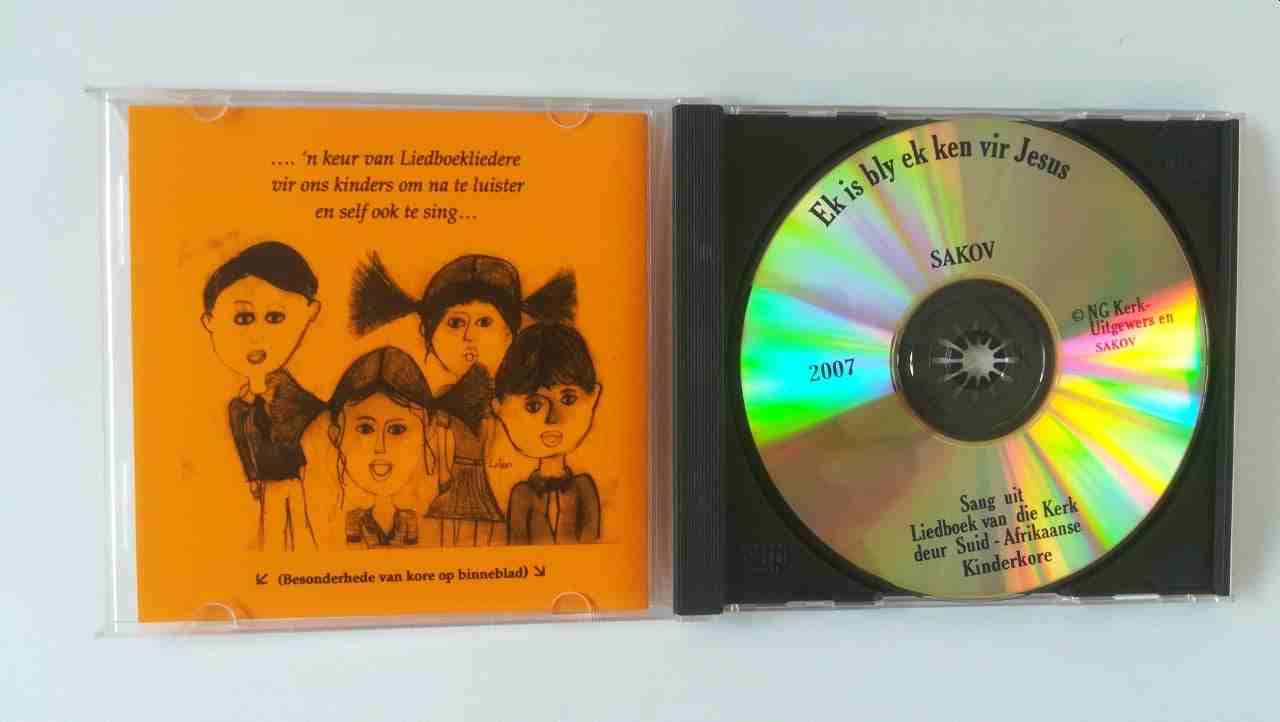 .... ‘n keur van Liedboekliedere
vir ons kinders om na te luister
en self ook te sing…
(Besonderhede van kore op binneblad)
Ek is bly ek ken vir Jesus
SAKOV
© NG Kerk-
Uitgewers en
SAKOV
2007
Sang uit
Liedboek van die Kerk
deur Suid - Afrikaanse
Kinderkore